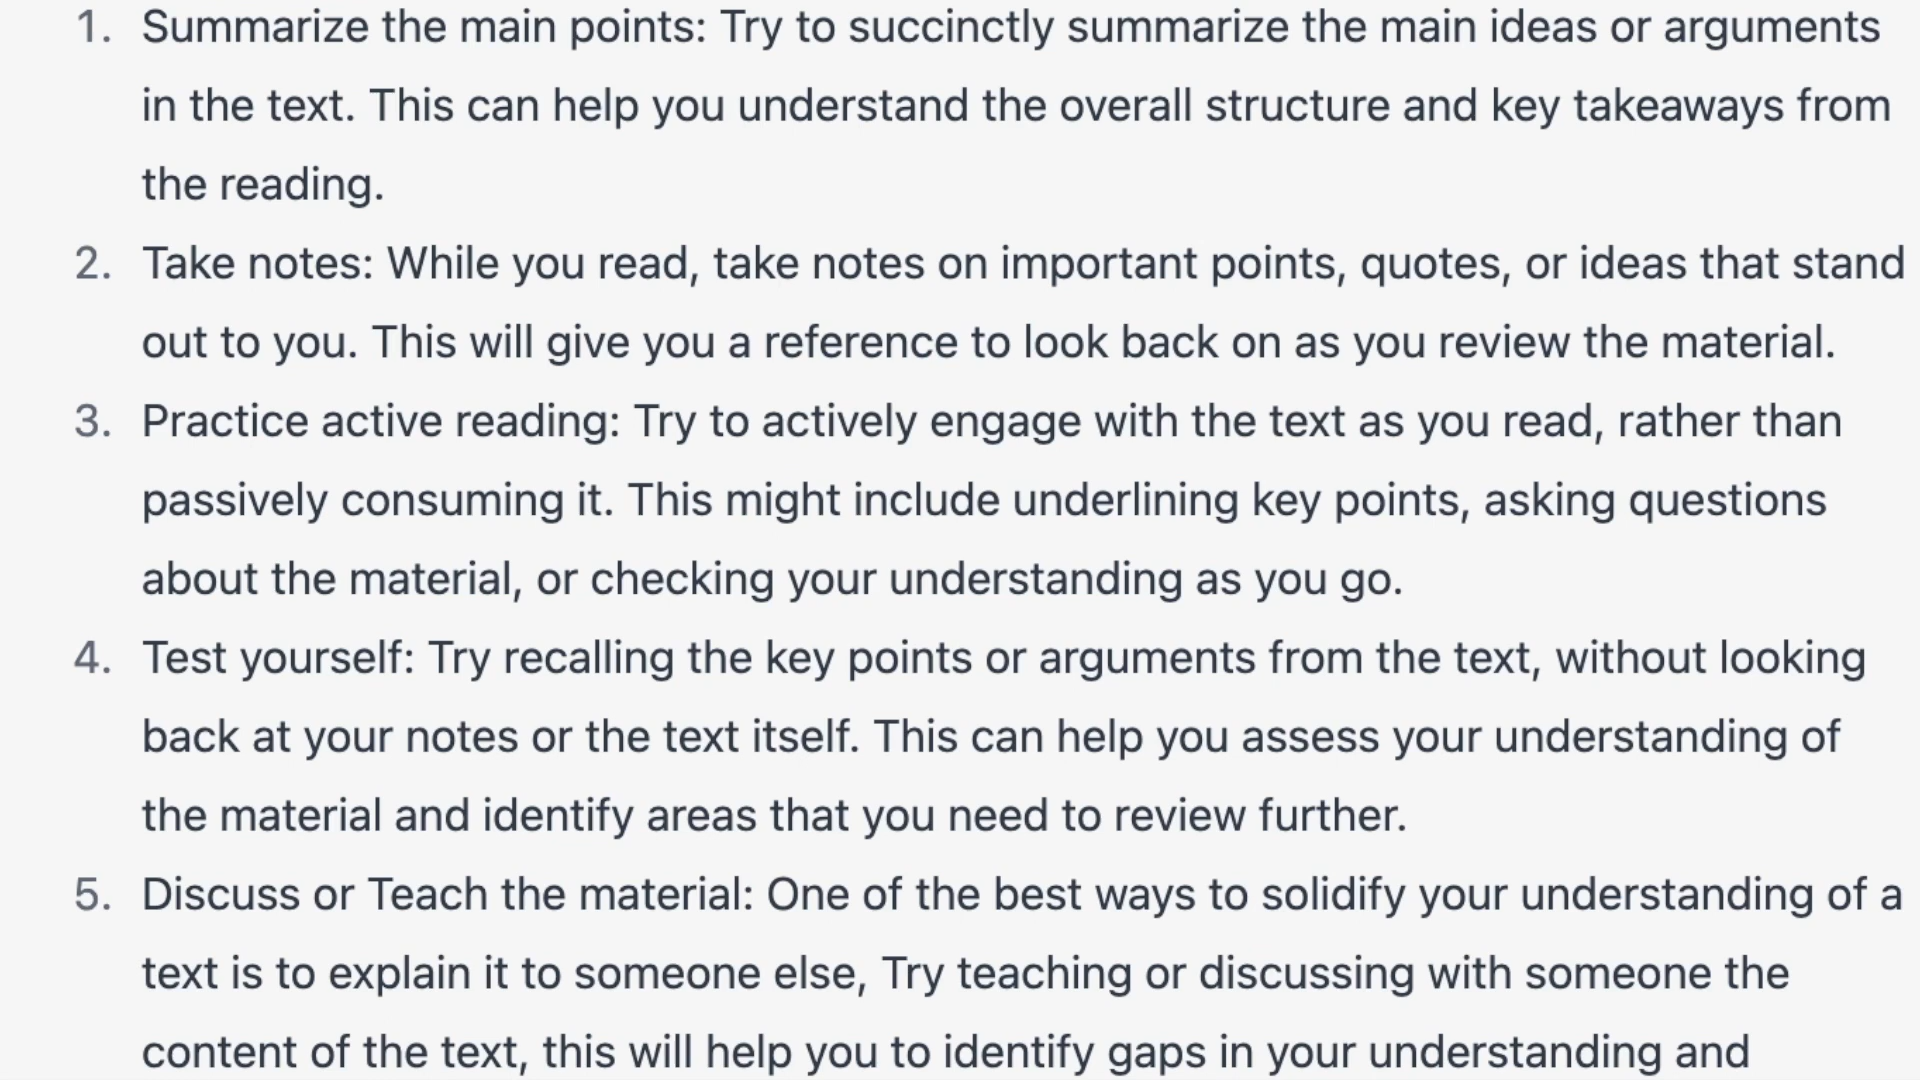 1. Summarize the main points: Try to succinctly summarize the main ideas or arguments
in the text. This can help you understand the overall structure and key takeaways from
the reading.
2. Take notes: While you read, take notes on important points, quotes, or ideas that stand
out to you. This will give you a reference to look back on as you review the material.
3. Practice active reading: Try to actively engage with the text as you read, rather than
passively consuming it. This might include underlining key points, asking questions
about the material, or checking your understanding as you go.
4. Test yourself: Try recalling the key points or arguments from the text, without looking
back at your notes or the text itself. This can help you assess your understanding of
the material and identify areas that you need to review further.
5. Discuss or Teach the material: One of the best ways to solidify your understanding of a
text is to explain it to someone else, Try teaching or discussing with someone the
content of the text, this will help you to identify gaps in your understanding and